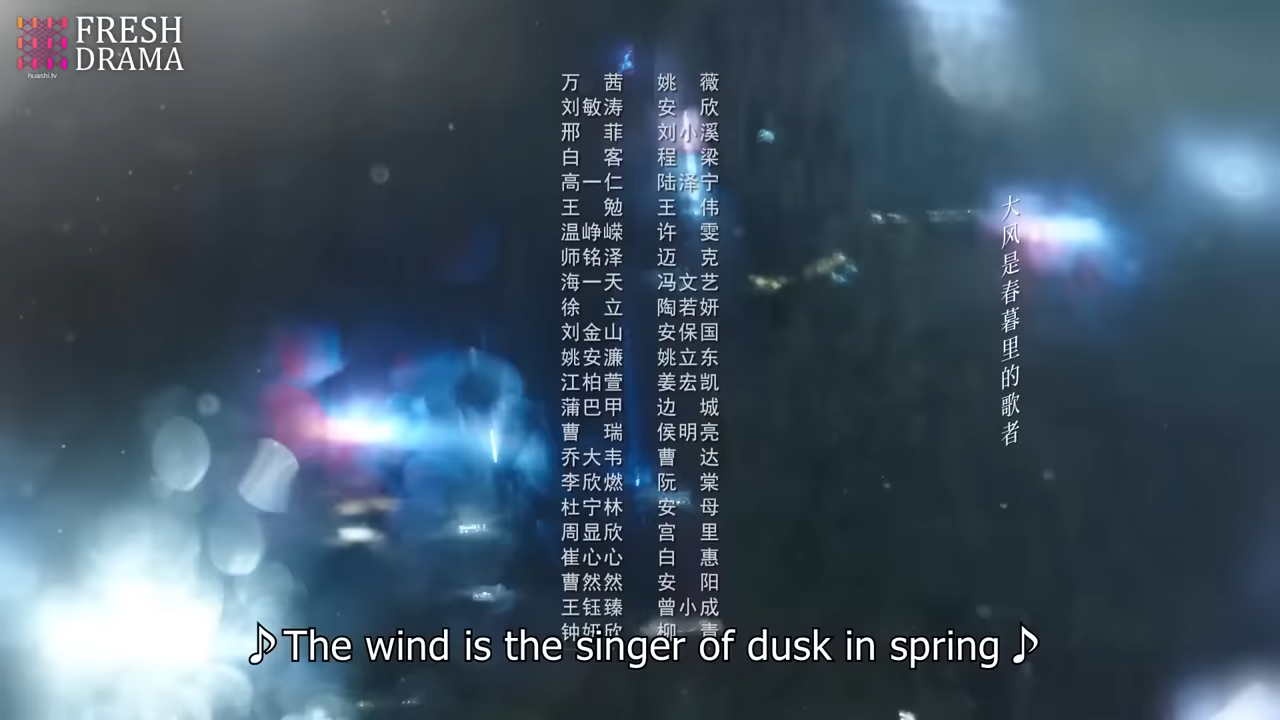 FRESH
DRAMA
huashi.tv
万茜 姚薇
刘敏涛 安欣
邢菲 刘小溪
白客 程梁
高一仁 陆泽宁
王勉 王伟
温峥嵘 许雯
师铭泽 迈克
海一天 冯文艺
徐立 陶若妍
刘金山 安保国
姚安濂 姚立东
江柏萱 姜宏凯
蒲巴甲 边城
曹瑞 侯明亮
乔大韦 曹达
李欣燃 阮棠
杜宁林 安母
周显欣 宫里
崔心心 白惠
曹然然 安阳
王钰臻 曾小成
钟妍欣 柳青
大风是春暮里的歌者
♪The wind is the singer of dusk in spring♪